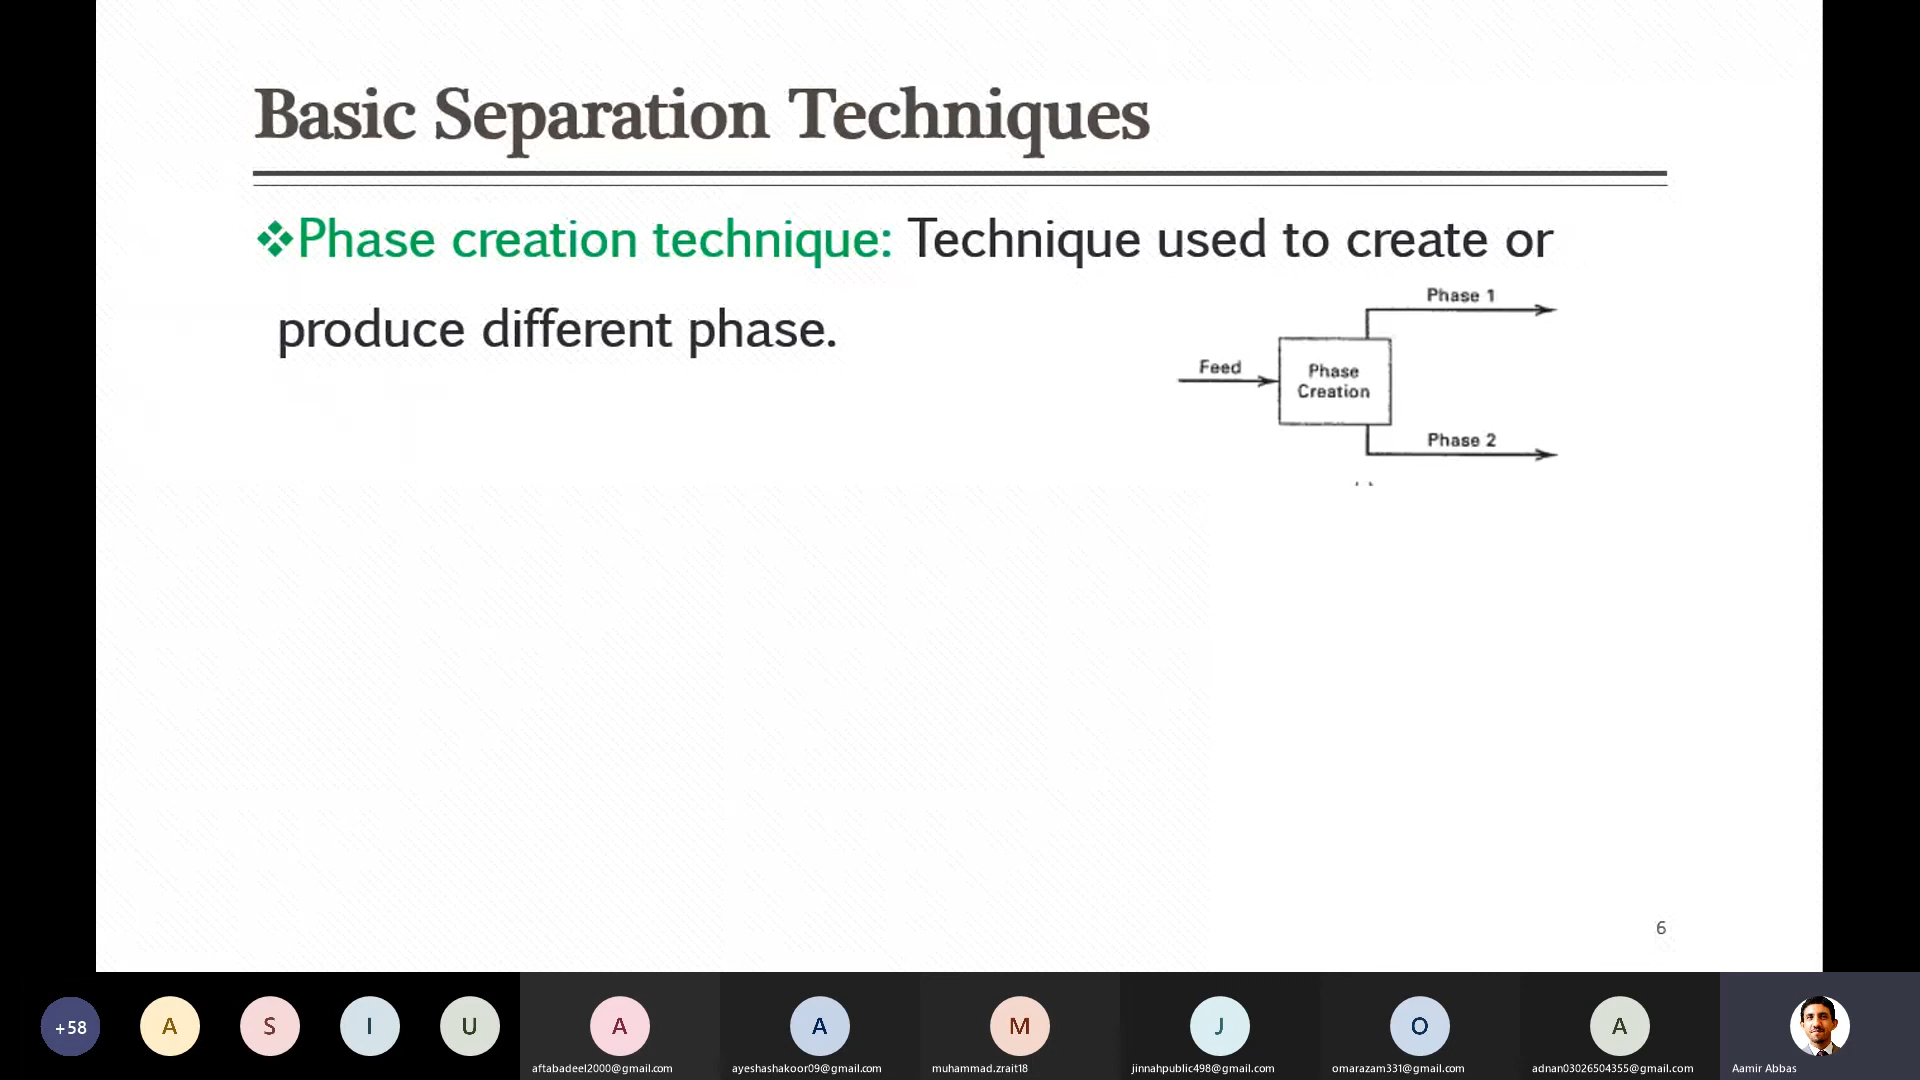 Basic Separation Techniques
❖Phase creation technique: Technique used to create or
produce different phase.
Phase 1
Feed
Phase
Creation
Phase 2
6
+58
A
S
I
U
A
A
M
J
O
A
aftabadeel2000@gmail.com
ayeshashakoor09@gmail.com
muhammad.zrait18
jinnahpublic498@gmail.com
omarazam331@gmail.com
adnan03026504355@gmail.com
Aamir Abbas